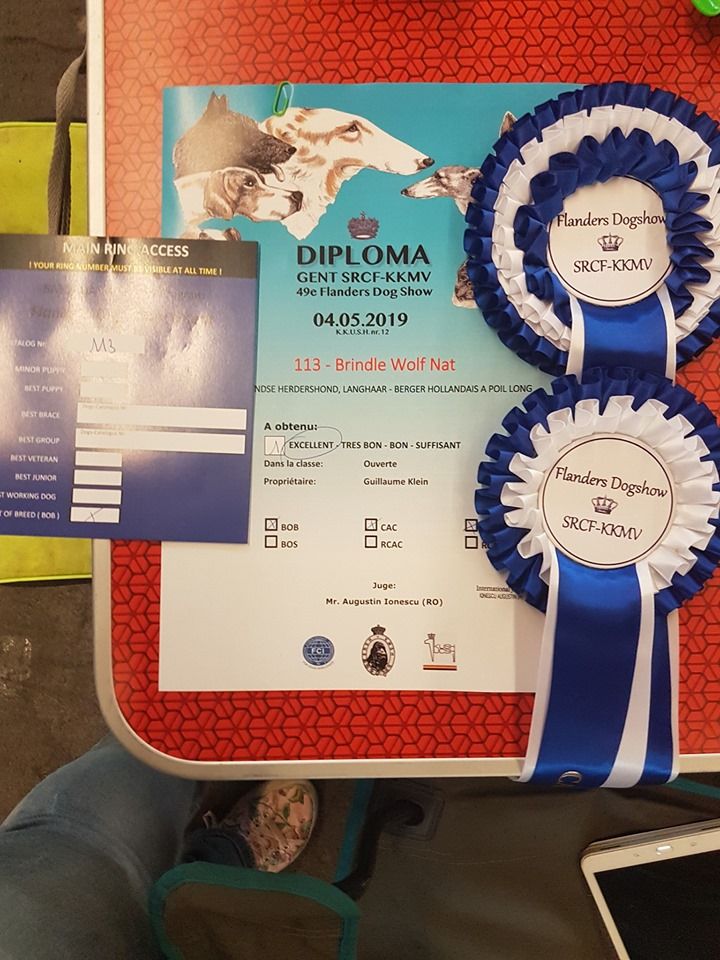 MAIN RING ACCESS
! YOUR RING NUMBER MUST BE VISIBLE AT ALL TIME !
MINOR PUPPY
BEST PUPPY
BEST BRACE
BEST GROUP
BEST VETERAN
BEST JUNIOR
ST WORKING DOG
T OF BREED ( BOB )
DIPLOMA
GENT SRCF-KKMV
49e Flanders Dog Show
04.05.2019
K.K.U.S.H. nr. 12
113 - Brindle Wolf Nat
NDSE HERDERSHOND, LANGHAAR - BERGER HOLLANDAIS A POIL LONG
A obtenu:
EXCELLENT - TRES BON - BON - SUFFISANT
Dans la classe: Ouverte
Propriétaire: Guillaume Klein
BOB CAC
BOS RCAC
Juge:
Mr. Augustin Ionescu (RO)
International
FCI
Flanders Dogshow
SRCF-KKMV
Flanders Dogshow
SRCF-KKMV